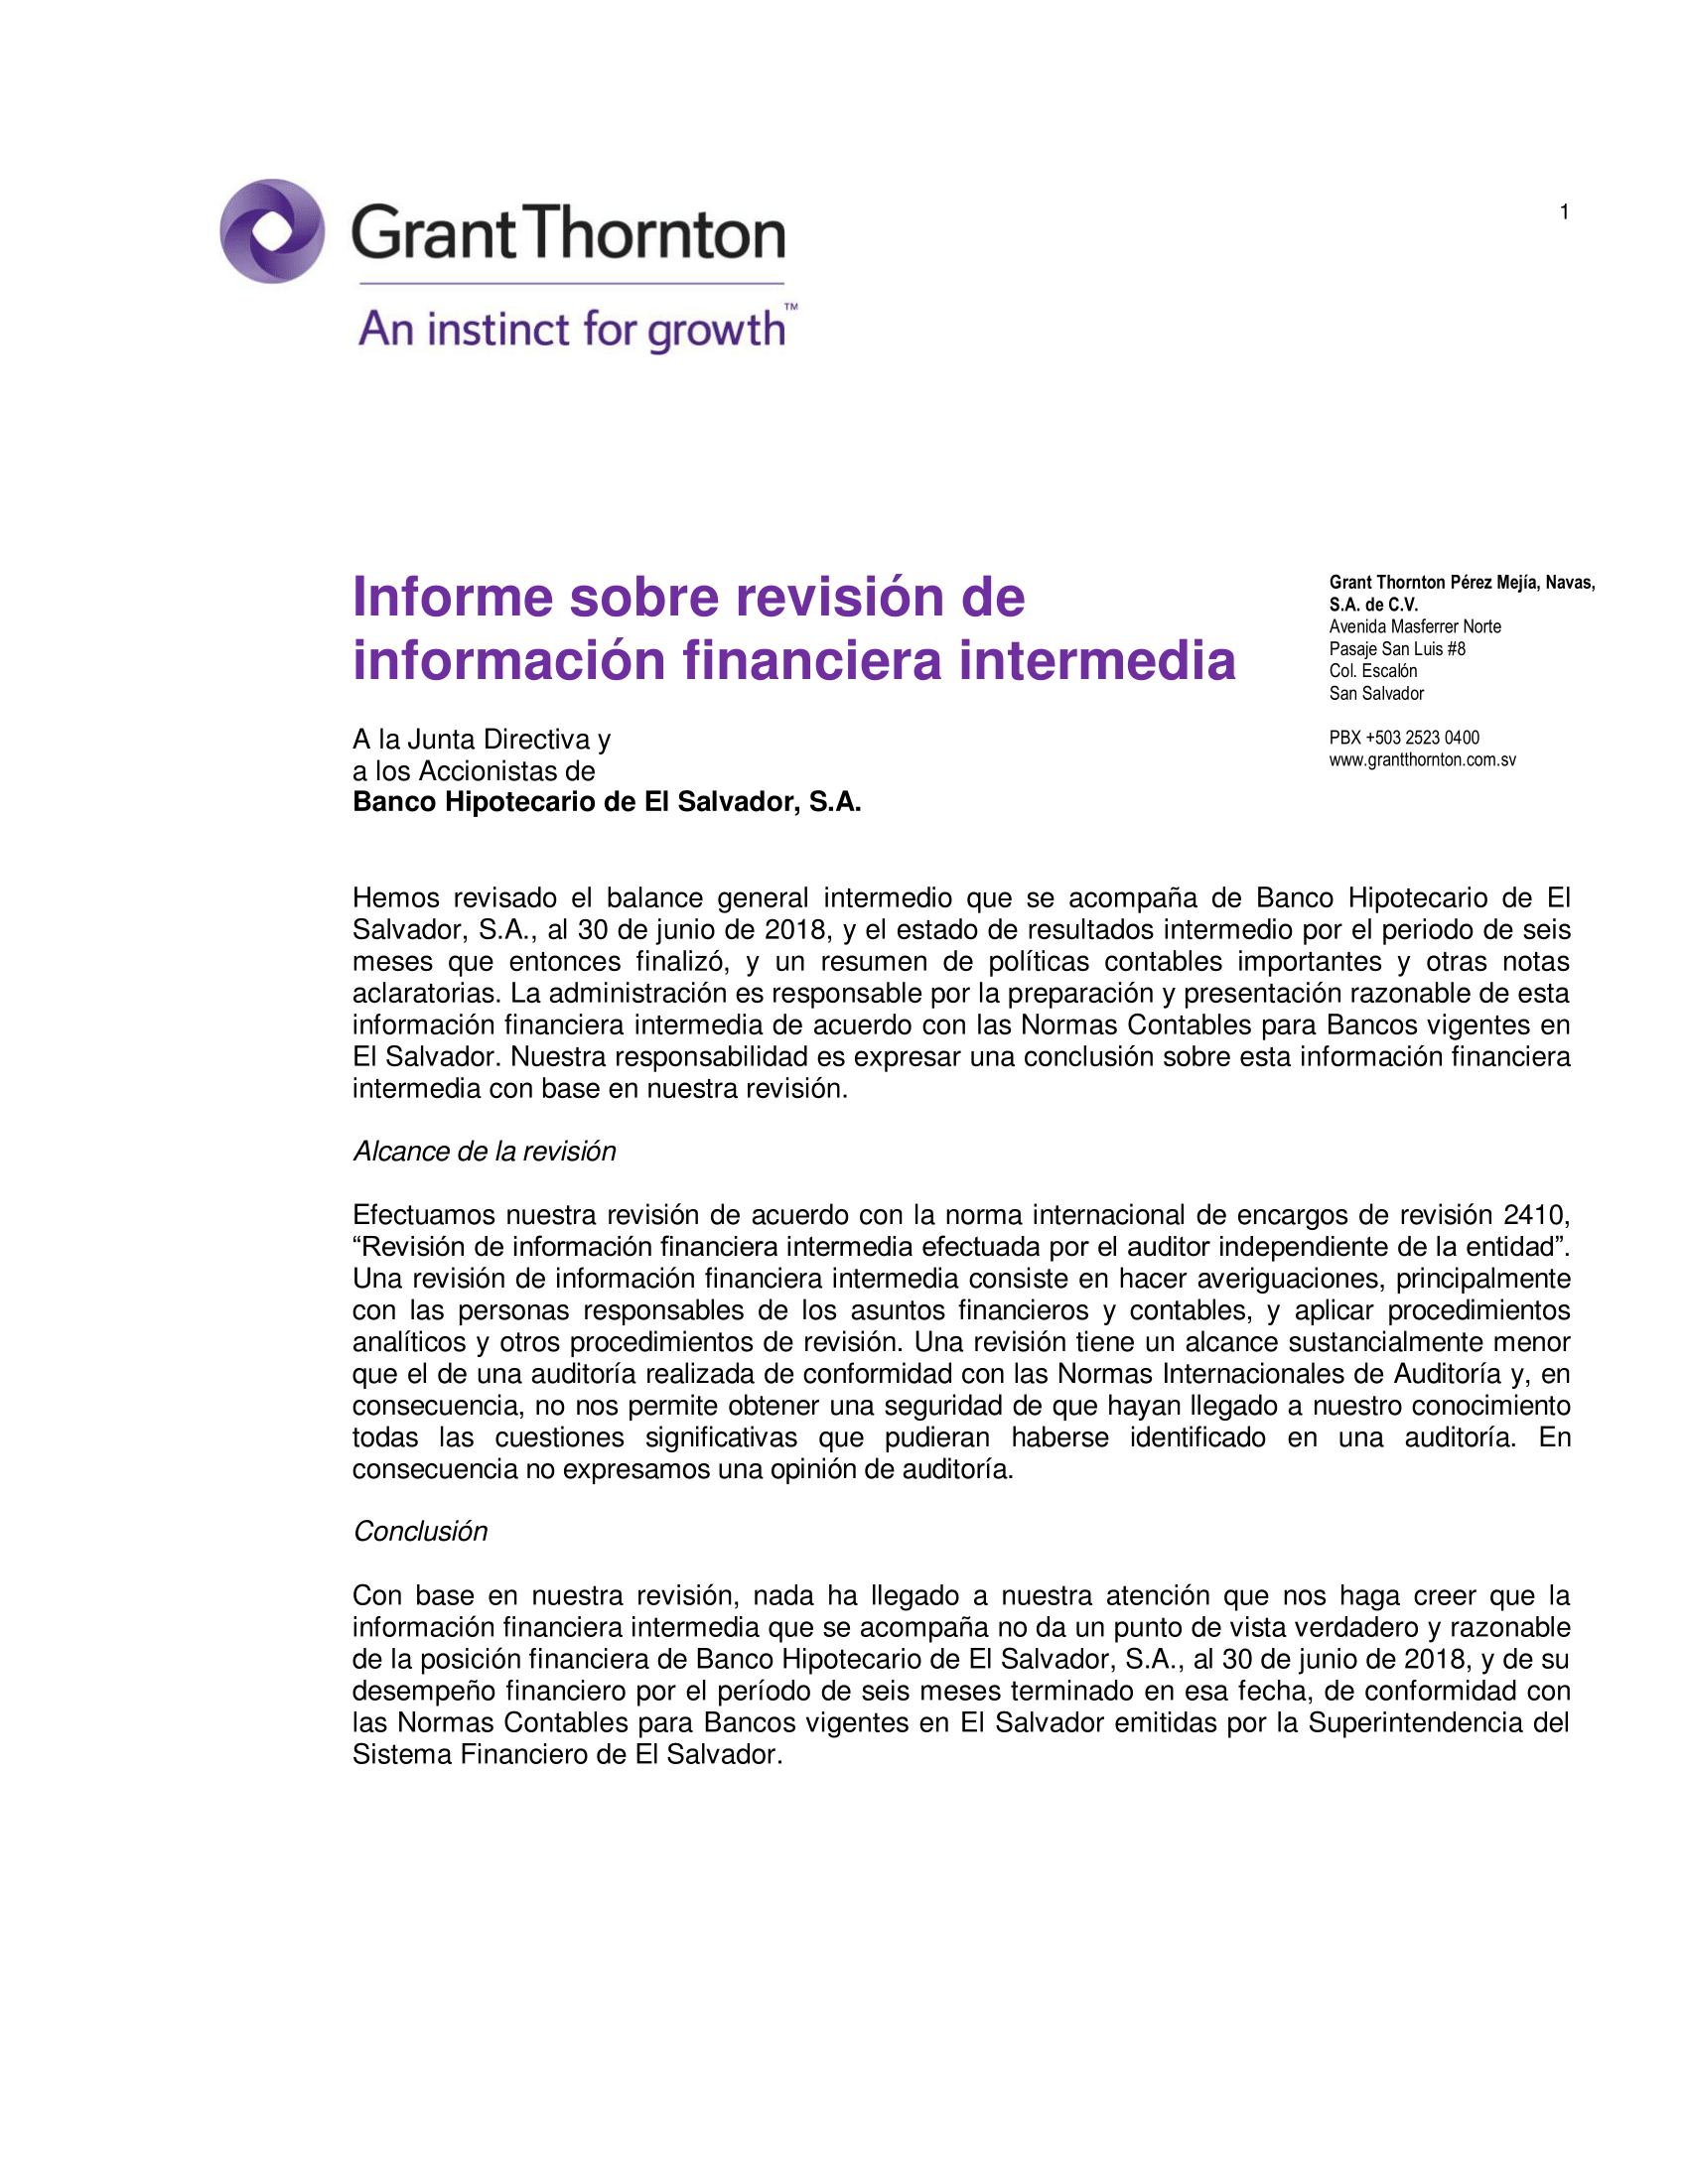 Grant Thornton
An instinct for growth™
1
Informe sobre revisión de
información financiera intermedia
Grant Thornton Pérez Mejía, Navas,
S.A. de C.V.
Avenida Masferrer Norte
Pasaje San Luis #8
Col. Escalón
San Salvador
PBX +503 2523 0400
www.grantthornton.com.sv
A la Junta Directiva y
a los Accionistas de
Banco Hipotecario de El Salvador, S.A.
Hemos revisado el balance general intermedio que se acompaña de Banco Hipotecario de El
Salvador, S.A., al 30 de junio de 2018, y el estado de resultados intermedio por el periodo de seis
meses que entonces finalizó, y un resumen de políticas contables importantes y otras notas
aclaratorias. La administración es responsable por la preparación y presentación razonable de esta
información financiera intermedia de acuerdo con las Normas Contables para Bancos vigentes en
El Salvador. Nuestra responsabilidad es expresar una conclusión sobre esta información financiera
intermedia con base en nuestra revisión.
Alcance de la revisión
Efectuamos nuestra revisión de acuerdo con la norma internacional de encargos de revisión 2410,
“Revisión de información financiera intermedia efectuada por el auditor independiente de la entidad”.
Una revisión de información financiera intermedia consiste en hacer averiguaciones, principalmente
con las personas responsables de los asuntos financieros y contables, y aplicar procedimientos
analíticos y otros procedimientos de revisión. Una revisión tiene un alcance sustancialmente menor
que el de una auditoría realizada de conformidad con las Normas Internacionales de Auditoría y, en
consecuencia, no nos permite obtener una seguridad de que hayan llegado a nuestro conocimiento
todas las cuestiones significativas que pudieran haberse identificado en una auditoría. En
consecuencia no expresamos una opinión de auditoría.
Conclusión
Con base en nuestra revisión, nada ha llegado a nuestra atención que nos haga creer que la
información financiera intermedia que se acompaña no da un punto de vista verdadero y razonable
de la posición financiera de Banco Hipotecario de El Salvador, S.A., al 30 de junio de 2018, y de su
desempeño financiero por el período de seis meses terminado en esa fecha, de conformidad con
las Normas Contables para Bancos vigentes en El Salvador emitidas por la Superintendencia del
Sistema Financiero de El Salvador.